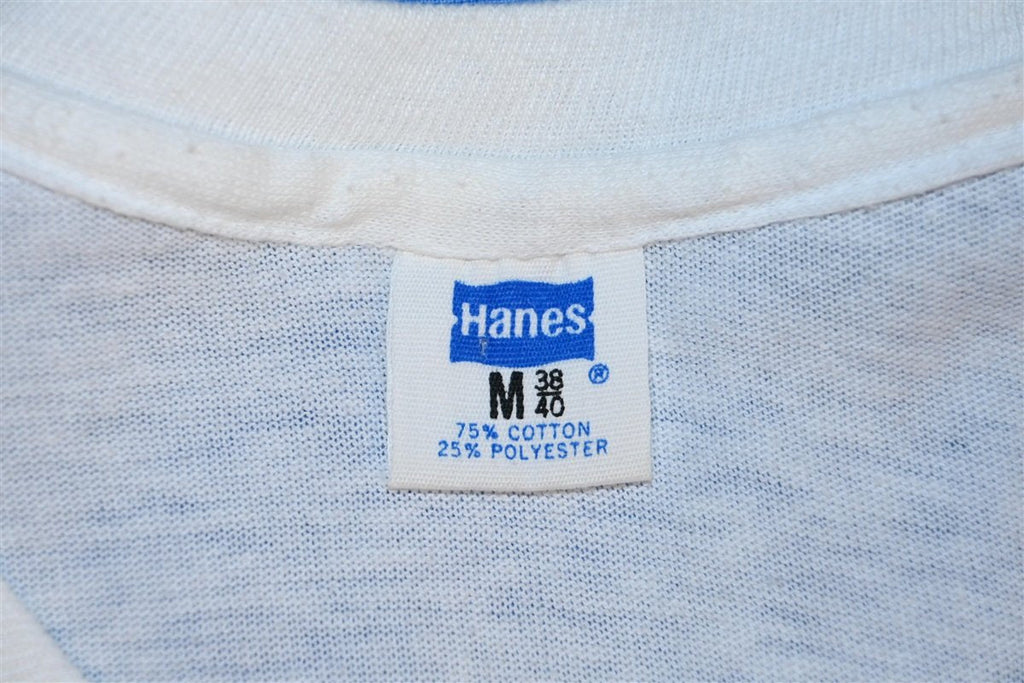 Hanes
®
M 38/40
75% COTTON
25% POLYESTER